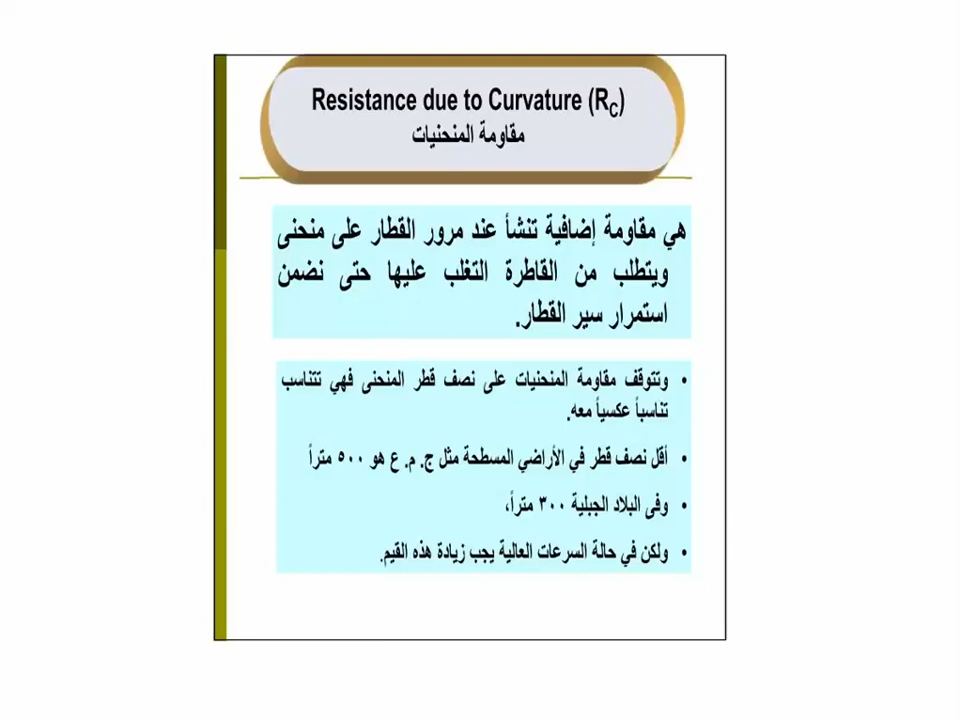 Resistance due to Curvature (RC)
مقاومة المنحنيات
هي مقاومة إضافية تنشأ عند مرور القطار على منحنى
ويتطلب من القاطرة التغلب عليها حتى نضمن
استمرار سير القطار.
• وتتوقف مقاومة المنحنيات على نصف قطر المنحنى فهي تتناسب
تناسباً عكسياً معه.
• أقل نصف قطر في الأراضي المسطحة مثل ج. م. ع هو ٥٠٠ متراً
• وفى البلاد الجبلية ٣٠٠ متراً،
• ولكن في حالة السرعات العالية يجب زيادة هذه القيم.